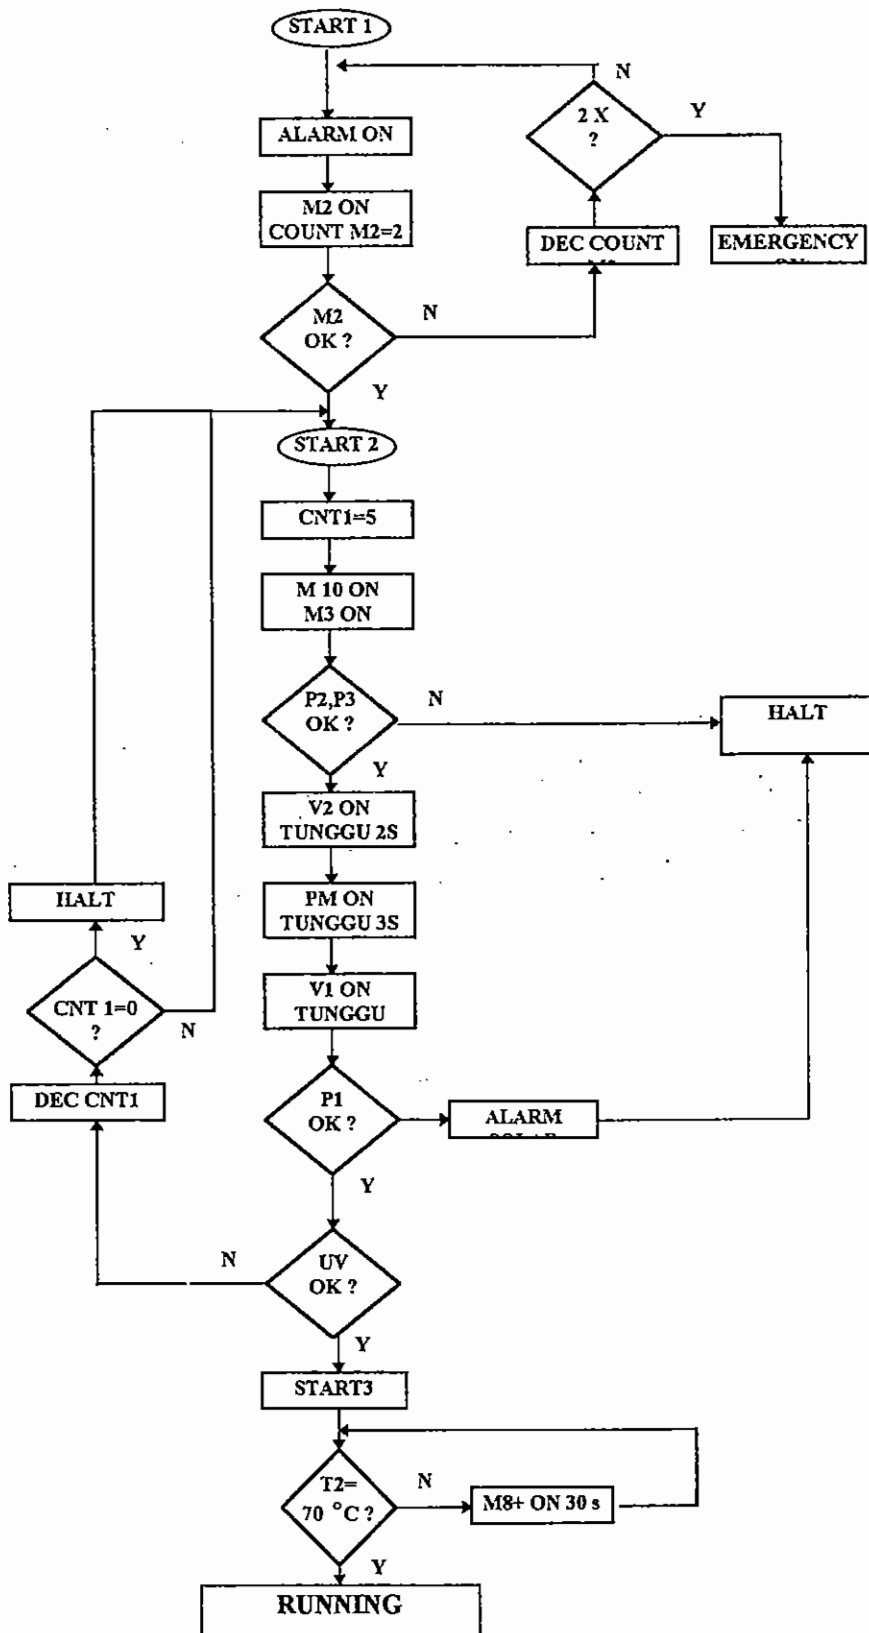 START 1
N
2 X
?
Y
ALARM ON
M2 ON
COUNT M2=2
DEC COUNT
EMERGENCY
M2
OK ?
N
Y
START 2
CNT1=5
M 10 ON
M3 ON
P2,P3
OK ?
N
HALT
Y
V2 ON
TUNGGU 2S
HALT
PM ON
TUNGGU 3S
Y
V1 ON
TUNGGU
CNT 1=0
?
N
DEC CNT1
P1
OK ?
ALARM
Y
N
UV
OK ?
Y
START3
T2=
70 °C ?
N
M8+ ON 30 s
Y
RUNNING